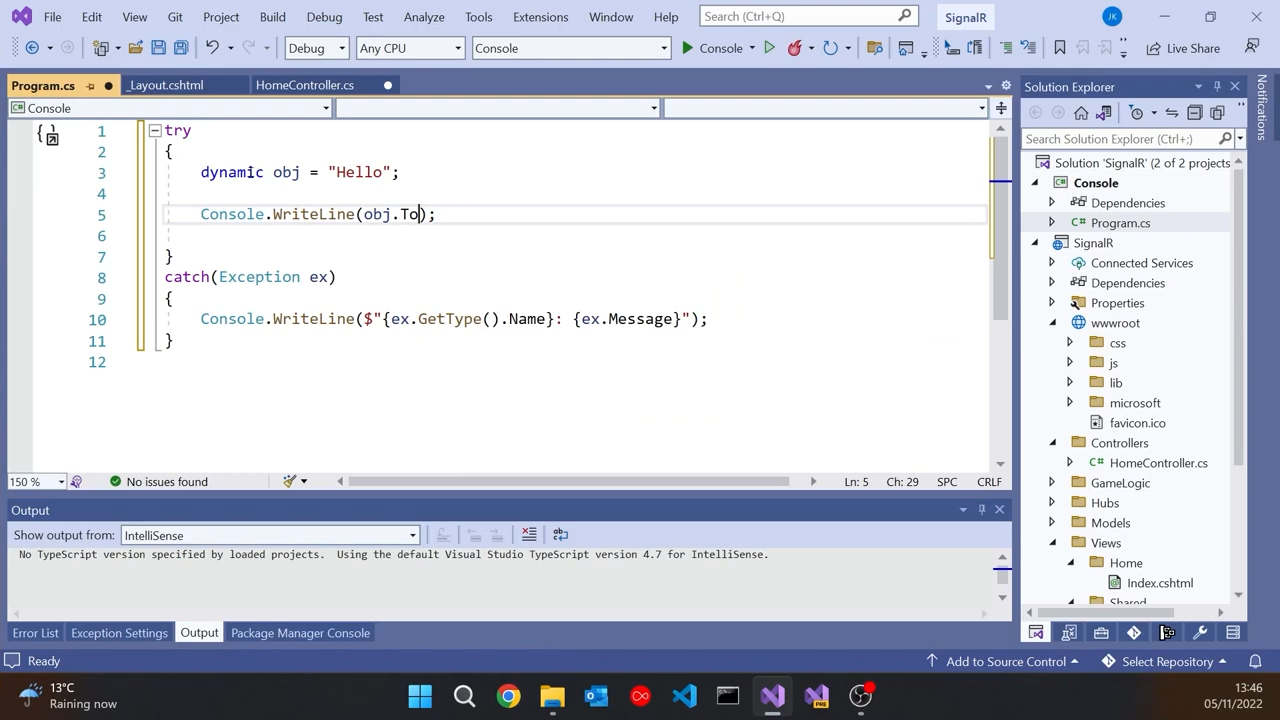 File Edit View Git Project Build Debug Test Analyze Tools Extensions Window Help Search (Ctrl+Q) SignalR JK
Debug Any CPU Console Console Live Share
Program.cs _Layout.cshtml HomeController.cs
Console
1 try
2 {
3 dynamic obj = "Hello";
4
5 Console.WriteLine(obj.To);
6
7 }
8 catch(Exception ex)
9 {
10 Console.WriteLine($"{ex.GetType().Name}: {ex.Message}");
11 }
12
150 % No issues found Ln: 5 Ch: 29 SPC CRLF
Output
Show output from: IntelliSense
No TypeScript version specified by loaded projects. Using the default Visual Studio TypeScript version 4.7 for IntelliSense.
Error List Exception Settings Output Package Manager Console
Solution Explorer
Search Solution Explorer (Ctrl+;)
Solution 'SignalR' (2 of 2 projects
Console
Dependencies
C# Program.cs
SignalR
Connected Services
Dependencies
Properties
wwwroot
css
js
lib
microsoft
favicon.ico
Controllers
C# HomeController.cs
GameLogic
Hubs
Models
Views
Home
Index.cshtml
Shared
Notifications
Ready Add to Source Control Select Repository
13°C
Raining now
PRE
13:46
05/11/2022